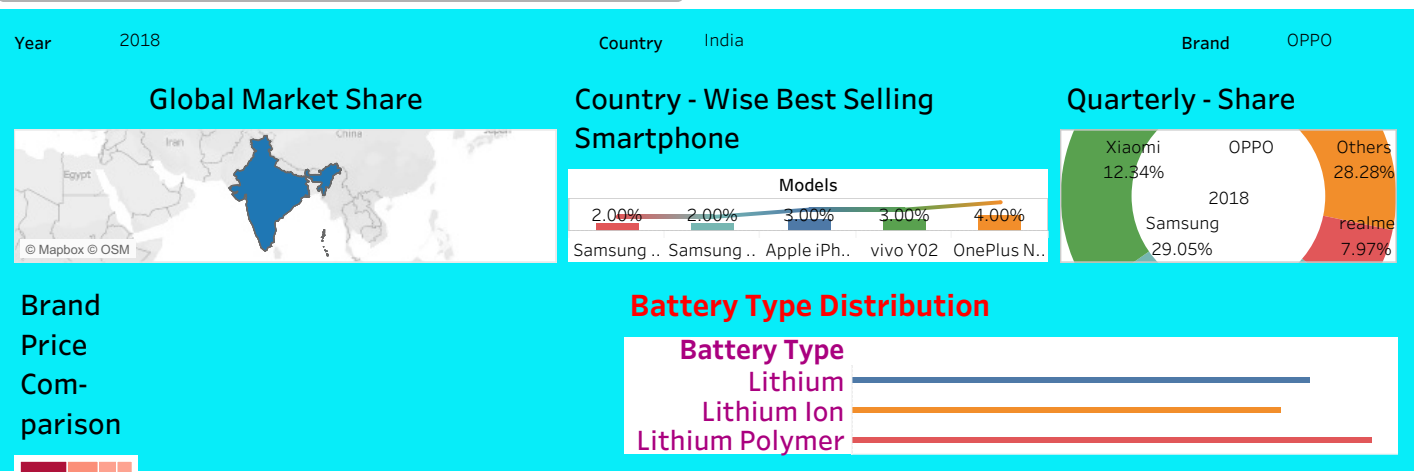 Year 2018 Country India Brand OPPO
Global Market Share
Iran
China
Egypt
© Mapbox © OSM
Country - Wise Best Selling
Smartphone
Models
2.00% 2.00% 3.00% 3.00% 4.00%
Samsung .. Samsung .. Apple iPh.. vivo Y02 OnePlus N..
Quarterly - Share
Xiaomi OPPO Others
12.34% 28.28%
2018
Samsung realme
29.05% 7.97%
Brand
Price
Com-
parison
Battery Type Distribution
Battery Type
Lithium
Lithium Ion
Lithium Polymer